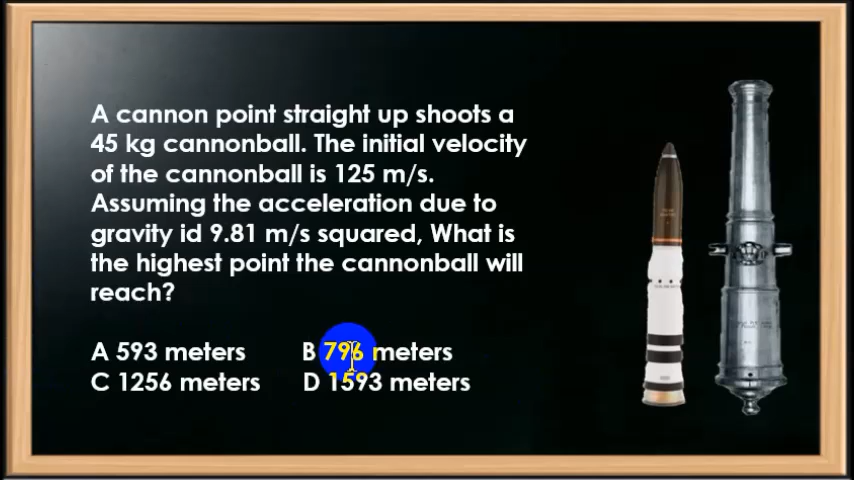 A cannon point straight up shoots a
45 kg cannonball. The initial velocity
of the cannonball is 125 m/s.
Assuming the acceleration due to
gravity id 9.81 m/s squared, What is
the highest point the cannonball will
reach?
A 593 meters B 796 meters
C 1256 meters D 1593 meters